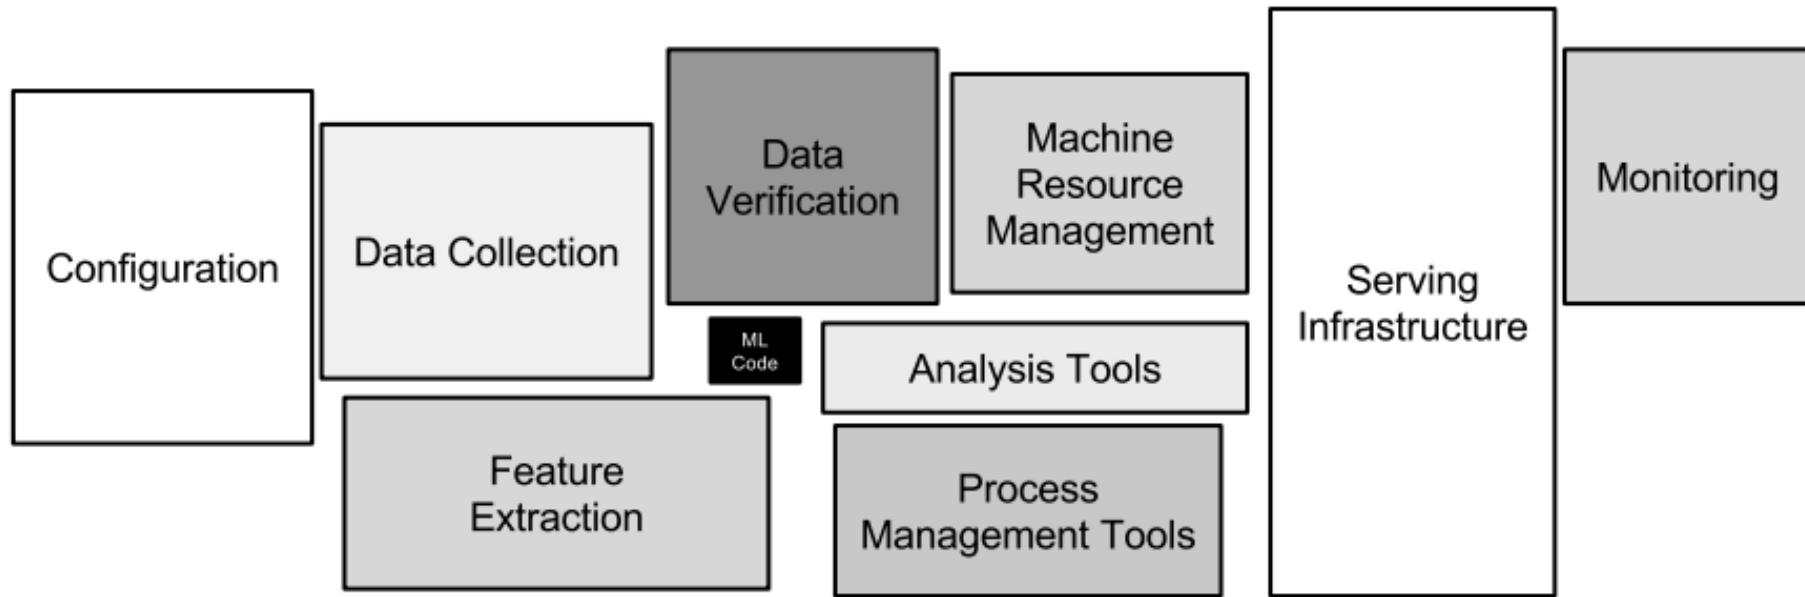 Configuration
Data Collection
Feature
Extraction
Data
Verification
ML
Code
Machine
Resource
Management
Analysis Tools
Process
Management Tools
Serving
Infrastructure
Monitoring